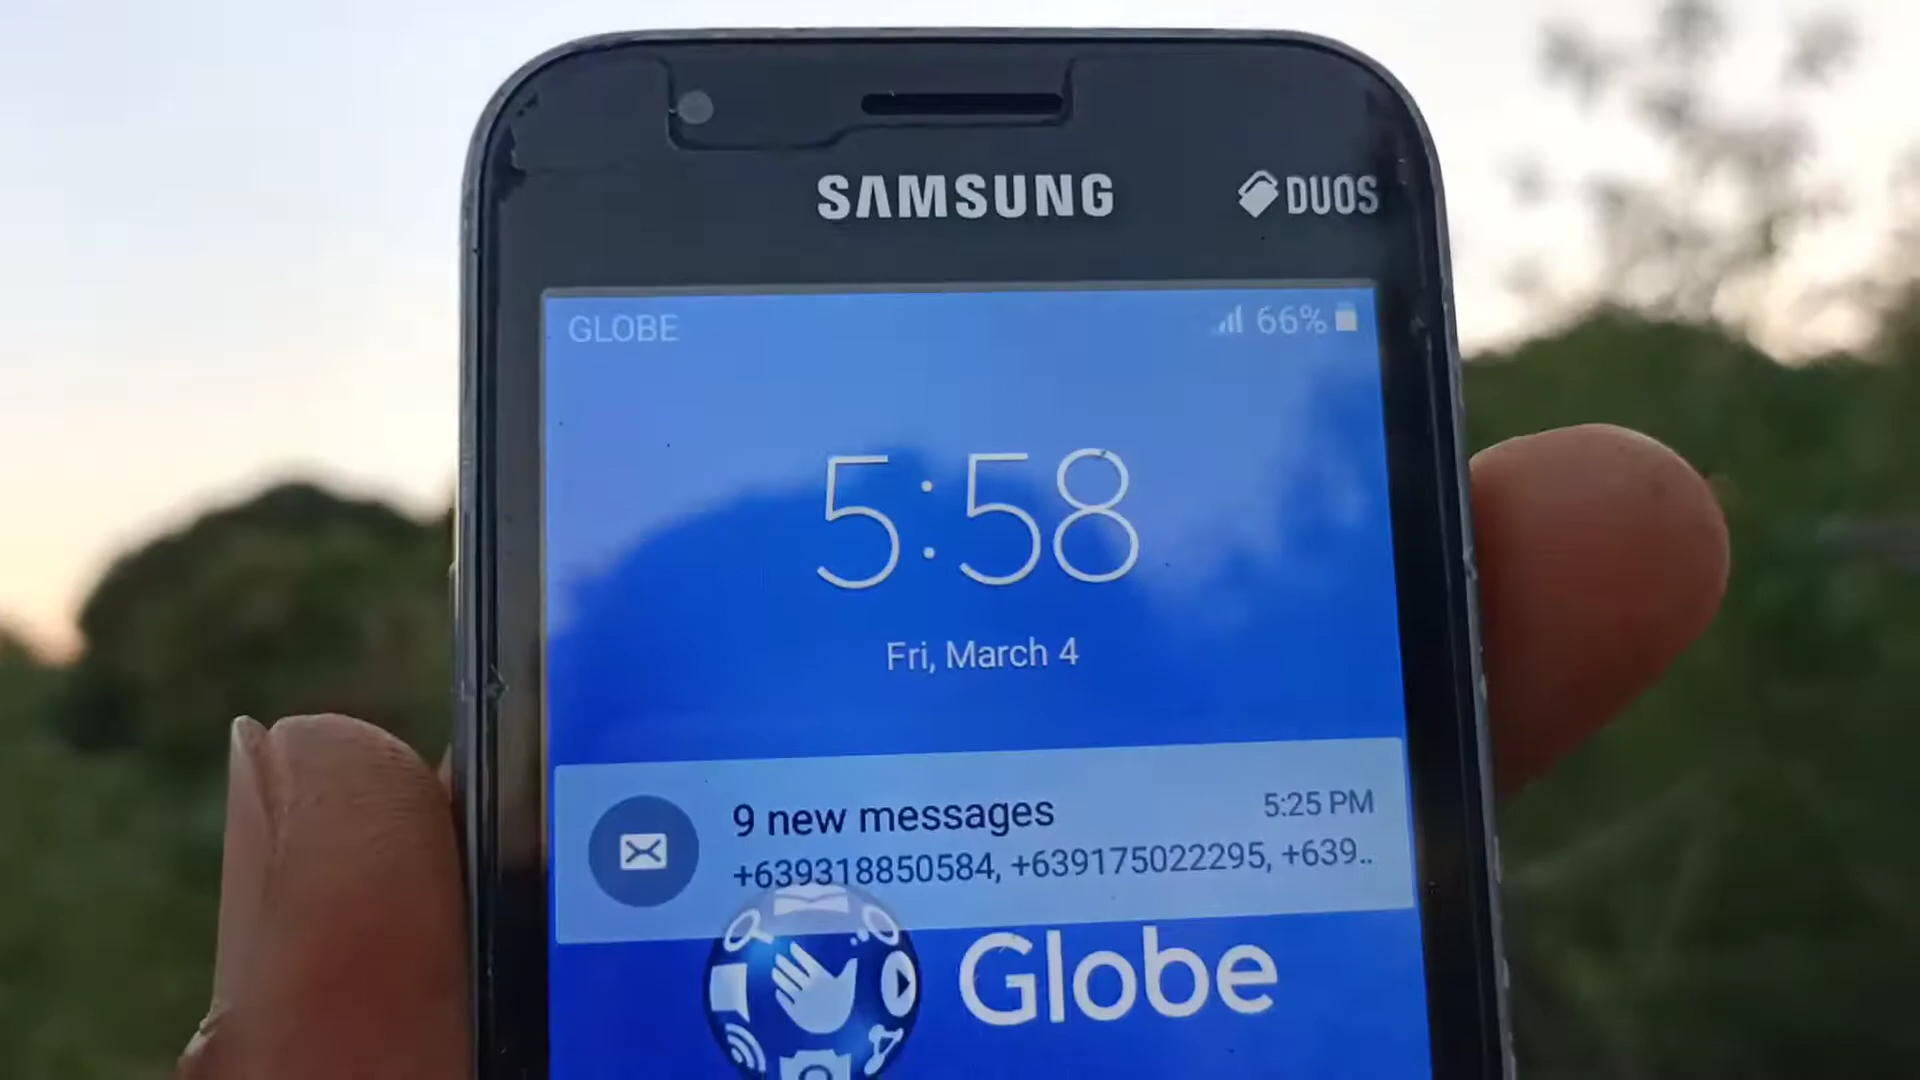 SAMSUNG
DUOS
GLOBE 66%
5:58
Fri, March 4
9 new messages 5:25 PM
+639318850584, +639175022295, +639..
Globe